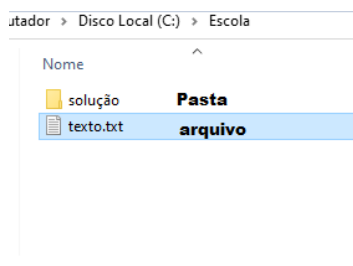 utador > Disco Local (C:) > Escola
Nome
solução Pasta
texto.txt arquivo